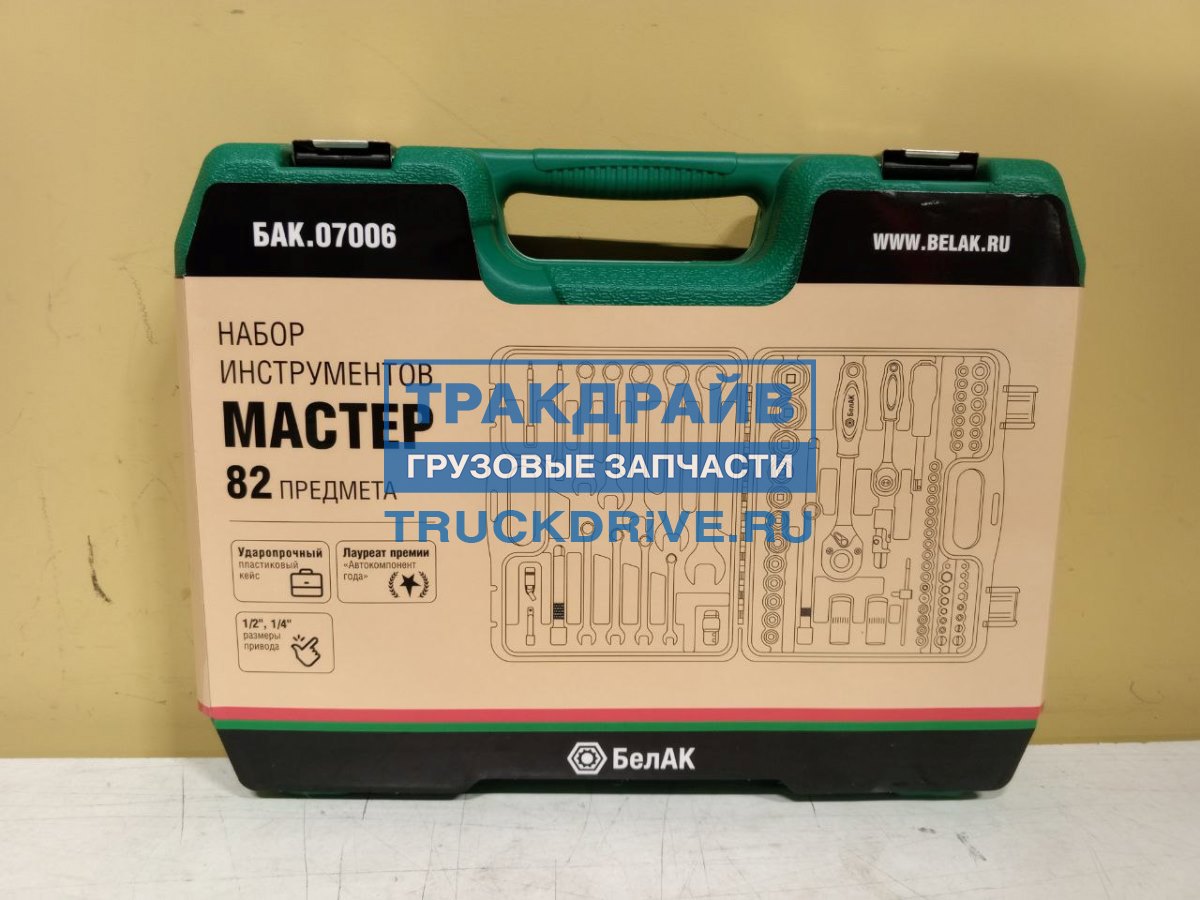 БАК.07006
WWW.BELAK.RU
НАБОР
ИНСТРУМЕНТОВ
МАСТЕР
82 ПРЕДМЕТА
ТРАКДРАЙВ
ГРУЗОВЫЕ ЗАПЧАСТИ
TRUCKDRiVE.RU
Ударопрочный
пластиковый
кейс
Лауреат премии
«Автокомпонент
года»
1/2", 1/4"
размеры
привода
БелАК
БелАК